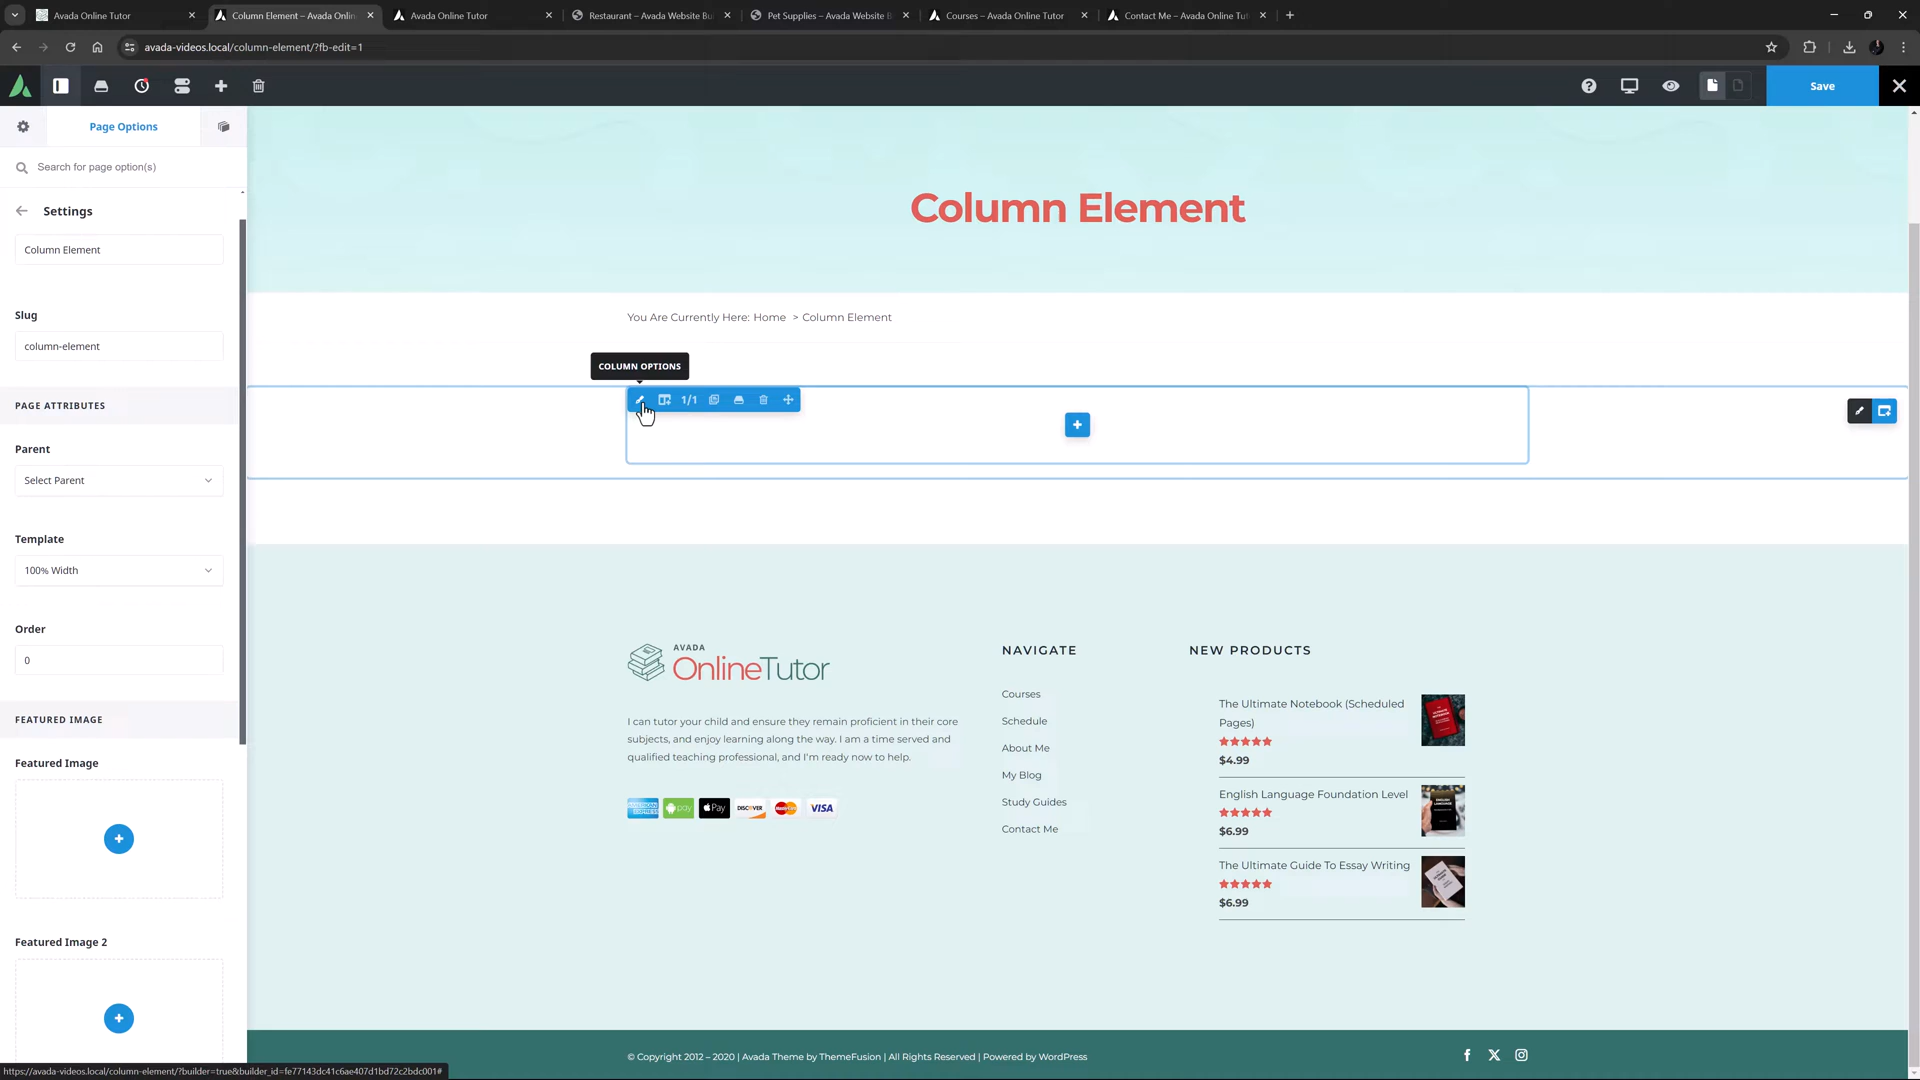 Avada Online Tutor
Column Element – Avada Onlin
Avada Online Tutor
Restaurant – Avada Website Bu
Pet Supplies – Avada Website B
Courses – Avada Online Tutor
Contact Me – Avada Online Tut
avada-videos.local/column-element/?fb-edit=1
Save
Page Options
Search for page option(s)
Settings
Column Element
Slug
column-element
PAGE ATTRIBUTES
Parent
Select Parent
Template
100% Width
Order
0
FEATURED IMAGE
Featured Image
Featured Image 2
Column Element
You Are Currently Here: Home > Column Element
COLUMN OPTIONS
1/1
AVADA
OnlineTutor
I can tutor your child and ensure they remain proficient in their core
subjects, and enjoy learning along the way. I am a time served and
qualified teaching professional, and I'm ready now to help.
AMERICAN EXPRESS
pay
Pay
DISCOVER
MasterCard
VISA
NAVIGATE
Courses
Schedule
About Me
My Blog
Study Guides
Contact Me
NEW PRODUCTS
The Ultimate Notebook (Scheduled
Pages)
$4.99
English Language Foundation Level
$6.99
The Ultimate Guide To Essay Writing
$6.99
© Copyright 2012 – 2020 | Avada Theme by ThemeFusion | All Rights Reserved | Powered by WordPress
https://avada-videos.local/column-element/?builder=true&builder_id=fe77143dc41c6ae407d1bd72c2bdc001#